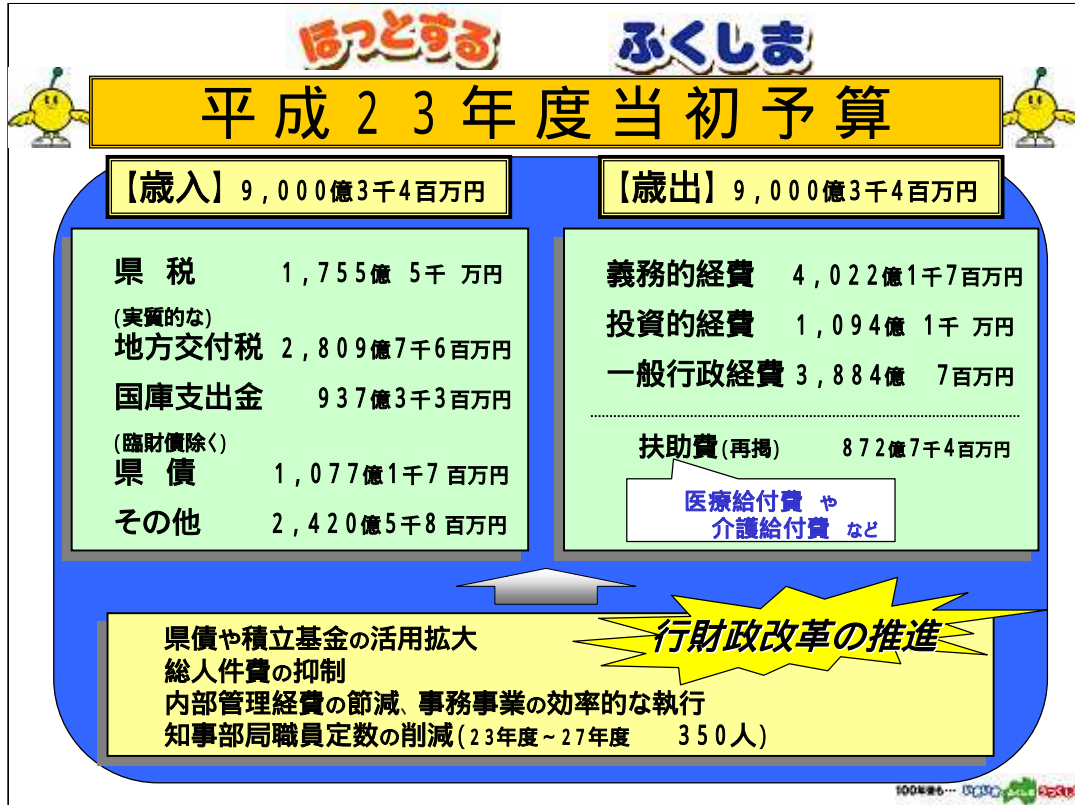 ほっとする ふくしま
平成23年度当初予算
【歳入】 9,000億3千4百万円
県 税 1,755億 5千 万円
(実質的な)
地方交付税 2,809億7千6百万円
国庫支出金 937億3千3百万円
(臨財債除く)
県 債 1,077億1千7百万円
その他 2,420億5千8百万円
【歳出】 9,000億3千4百万円
義務的経費 4,022億1千7百万円
投資的経費 1,094億 1千 万円
一般行政経費 3,884億 7百万円
扶助費(再掲) 872億7千4百万円
医療給付費 や
介護給付費 など
行財政改革の推進
県債や積立基金の活用拡大
総人件費の抑制
内部管理経費の節減、事務事業の効率的な執行
知事部局職員定数の削減(23年度~27年度 350人)
100年後も…